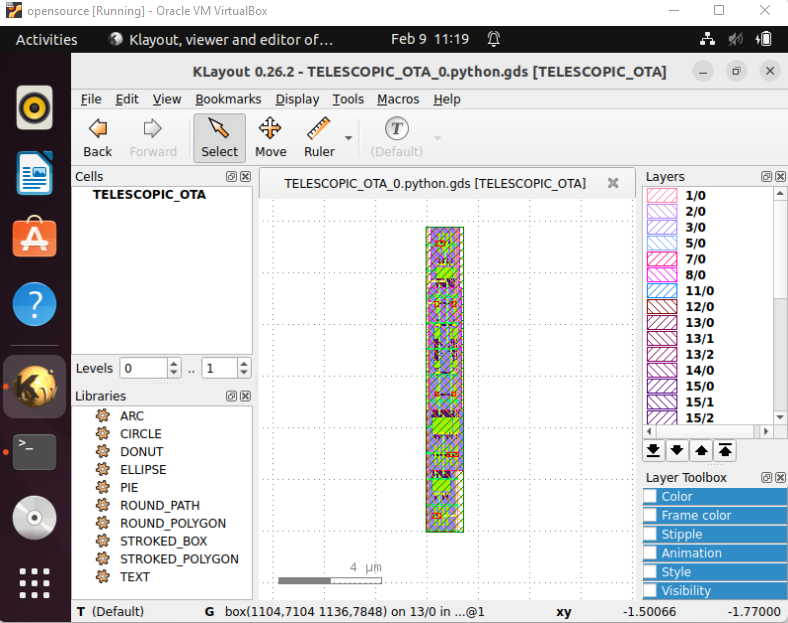 opensource [Running] - Oracle VM VirtualBox
Activities
Klayout, viewer and editor of…
Feb 9 11:19
KLayout 0.26.2 - TELESCOPIC_OTA_0.python.gds [TELESCOPIC_OTA]
File Edit View Bookmarks Display Tools Macros Help
Back Forward Select Move Ruler (Default)
Cells
TELESCOPIC_OTA
Levels 0 .. 1
Libraries
ARC
CIRCLE
DONUT
ELLIPSE
PIE
ROUND_PATH
ROUND_POLYGON
STROKED_BOX
STROKED_POLYGON
TEXT
TELESCOPIC_OTA_0.python.gds [TELESCOPIC_OTA]
4 μm
Layers
1/0
2/0
3/0
5/0
7/0
8/0
11/0
12/0
13/0
13/1
13/2
14/0
15/0
15/1
15/2
Layer Toolbox
Color
Frame color
Stipple
Animation
Style
Visibility
T (Default) G box(1104,7104 1136,7848) on 13/0 in ...@1 xy -1.50066 -1.77000